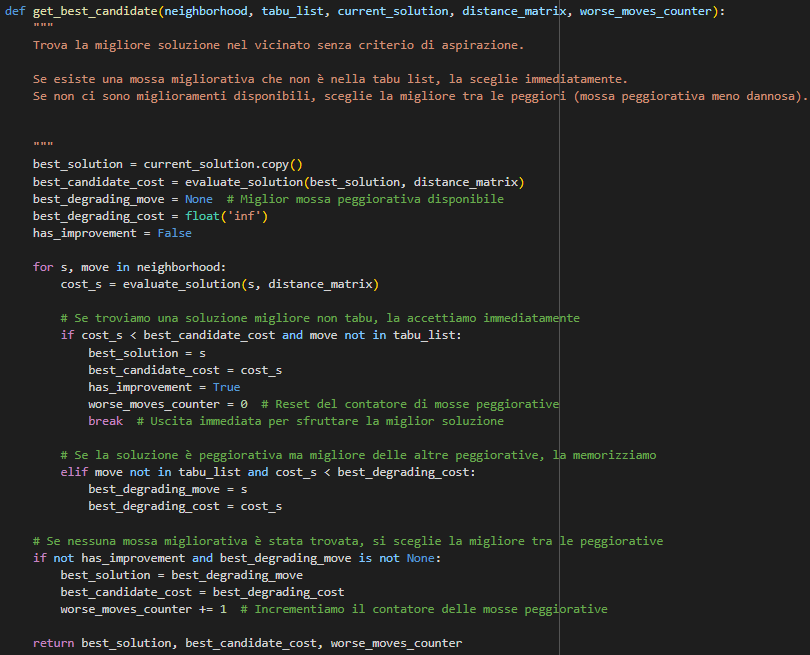 def get_best_candidate(neighborhood, tabu_list, current_solution, distance_matrix, worse_moves_counter):
    """
    Trova la migliore soluzione nel vicinato senza criterio di aspirazione.

    Se esiste una mossa migliorativa che non è nella tabu list, la sceglie immediatamente.
    Se non ci sono miglioramenti disponibili, sceglie la migliore tra le peggiori (mossa peggiorativa meno dannosa).


    """
    best_solution = current_solution.copy()
    best_candidate_cost = evaluate_solution(best_solution, distance_matrix)
    best_degrading_move = None  # Miglior mossa peggiorativa disponibile
    best_degrading_cost = float('inf')
    has_improvement = False

    for s, move in neighborhood:
        cost_s = evaluate_solution(s, distance_matrix)

        # Se troviamo una soluzione migliore non tabu, la accettiamo immediatamente
        if cost_s < best_candidate_cost and move not in tabu_list:
            best_solution = s
            best_candidate_cost = cost_s
            has_improvement = True
            worse_moves_counter = 0  # Reset del contatore di mosse peggiorative
            break  # Uscita immediata per sfruttare la miglior soluzione

        # Se la soluzione è peggiorativa ma migliore delle altre peggiorative, la memorizziamo
        elif move not in tabu_list and cost_s < best_degrading_cost:
            best_degrading_move = s
            best_degrading_cost = cost_s

    # Se nessuna mossa migliorativa è stata trovata, si sceglie la migliore tra le peggiorative
    if not has_improvement and best_degrading_move is not None:
        best_solution = best_degrading_move
        best_candidate_cost = best_degrading_cost
        worse_moves_counter += 1  # Incrementiamo il contatore delle mosse peggiorative

    return best_solution, best_candidate_cost, worse_moves_counter